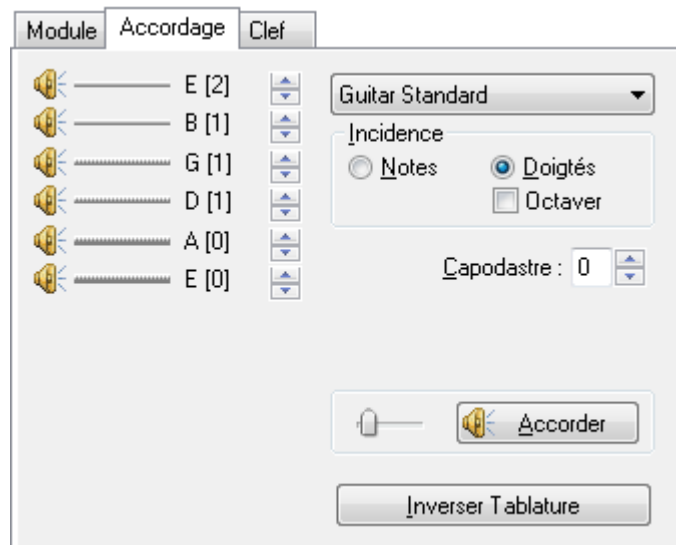 Module Accordage Clef
E [2]
B [1]
G [1]
D [1]
A [0]
E [0]
Guitar Standard
Incidence
Notes Doigtés
Octaver
Capodastre : 0
Accorder
Inverser Tablature